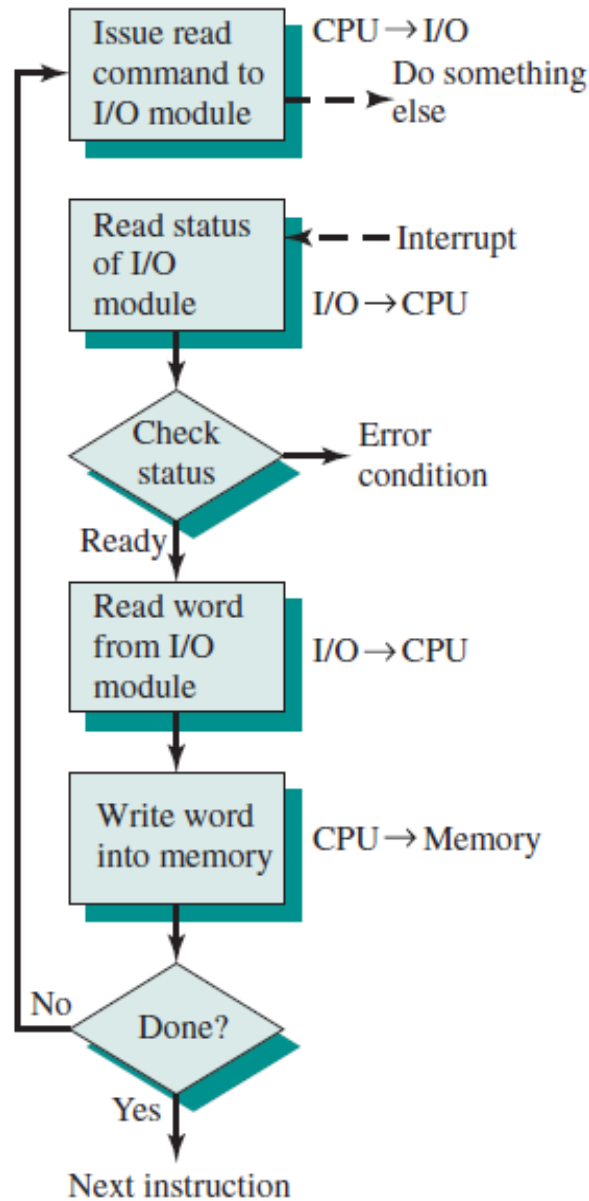 Issue read
command to
I/O module
CPU → I/O
Do something
else
Read status
of I/O
module
Interrupt
I/O → CPU
Check
status
Error
condition
Ready
Read word
from I/O
module
I/O → CPU
Write word
into memory
CPU → Memory
No
Done?
Yes
Next instruction